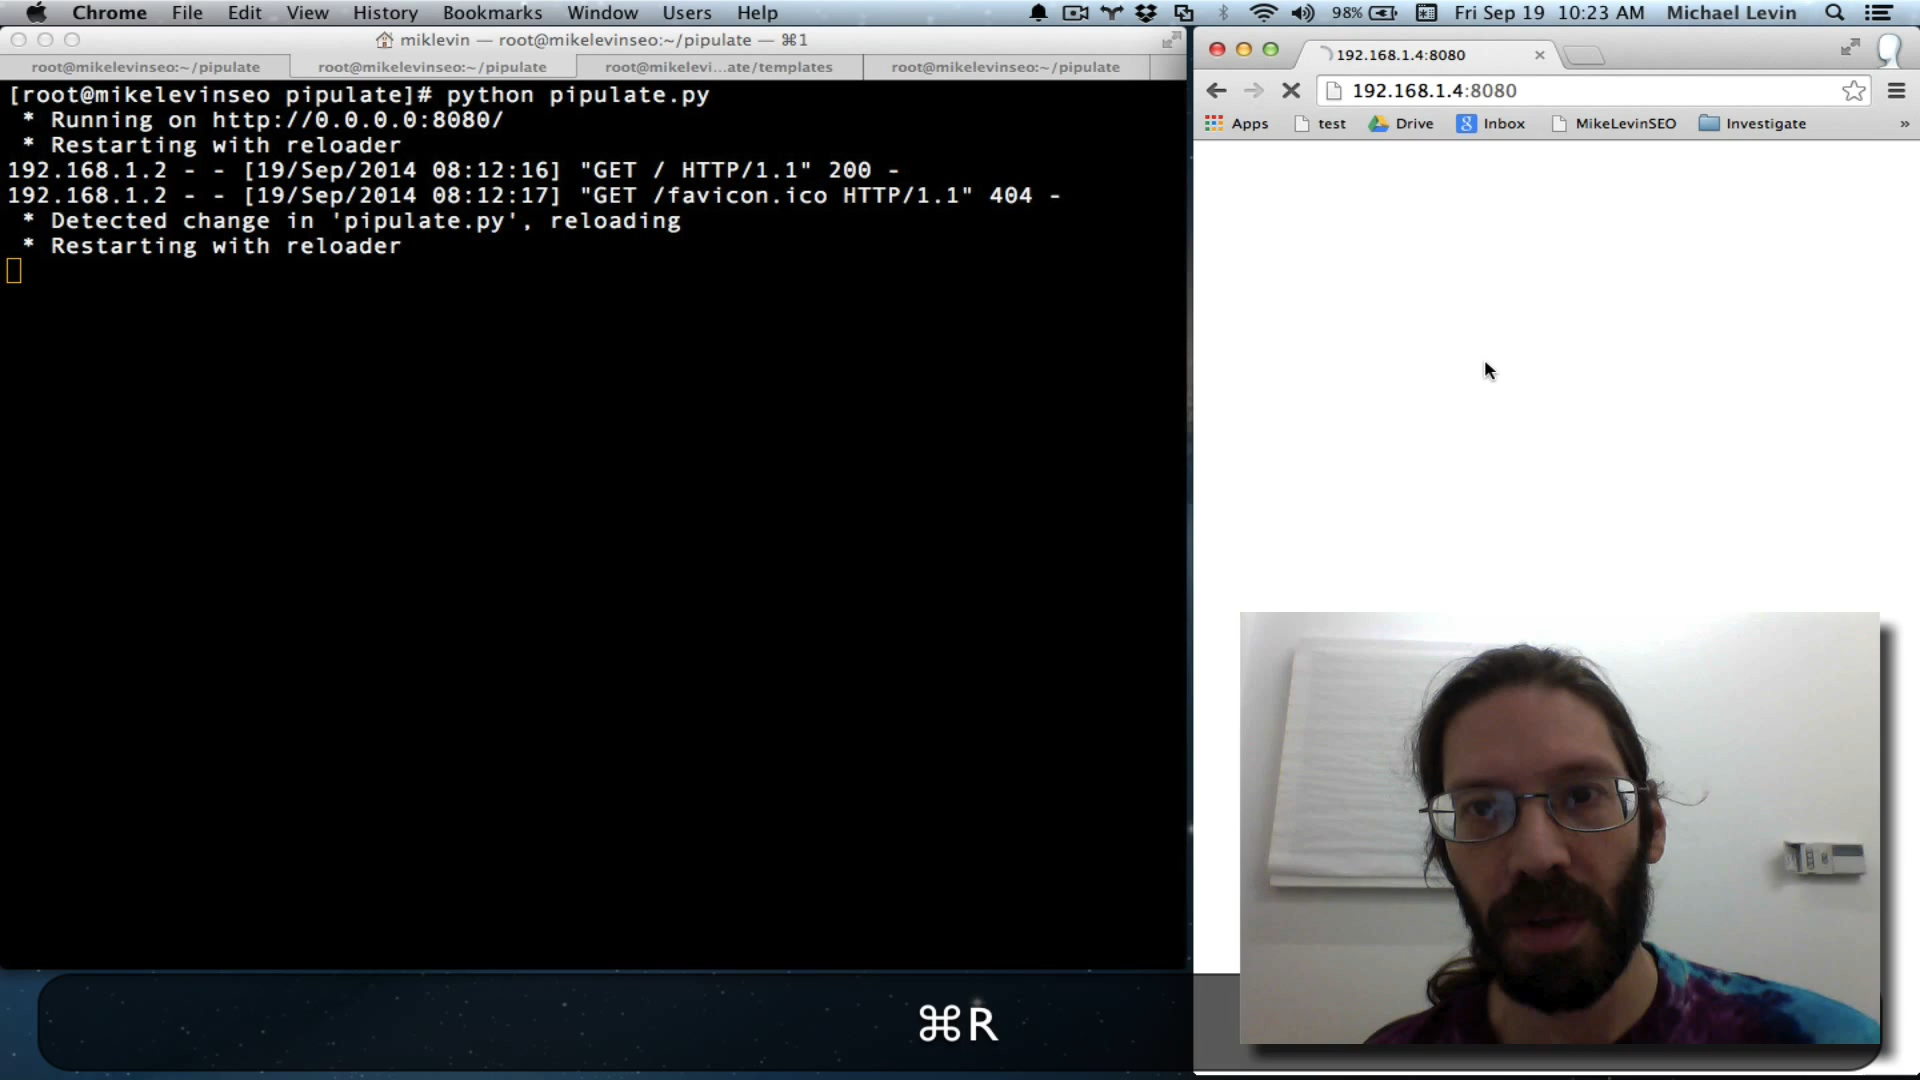 Chrome File Edit View History Bookmarks Window Users Help 98% Fri Sep 19 10:23 AM Michael Levin
miklevin — root@mikelevinseo:~/pipulate — ⌘1
root@mikelevinseo:~/pipulate root@mikelevinseo:~/pipulate root@mikelevi...ate/templates root@mikelevinseo:~/pipulate
[root@mikelevinseo pipulate]# python pipulate.py
* Running on http://0.0.0.0:8080/
* Restarting with reloader
192.168.1.2 - - [19/Sep/2014 08:12:16] "GET / HTTP/1.1" 200 -
192.168.1.2 - - [19/Sep/2014 08:12:17] "GET /favicon.ico HTTP/1.1" 404 -
* Detected change in 'pipulate.py', reloading
* Restarting with reloader
192.168.1.4:8080
192.168.1.4:8080
Apps test Drive Inbox MikeLevinSEO Investigate »
⌘R